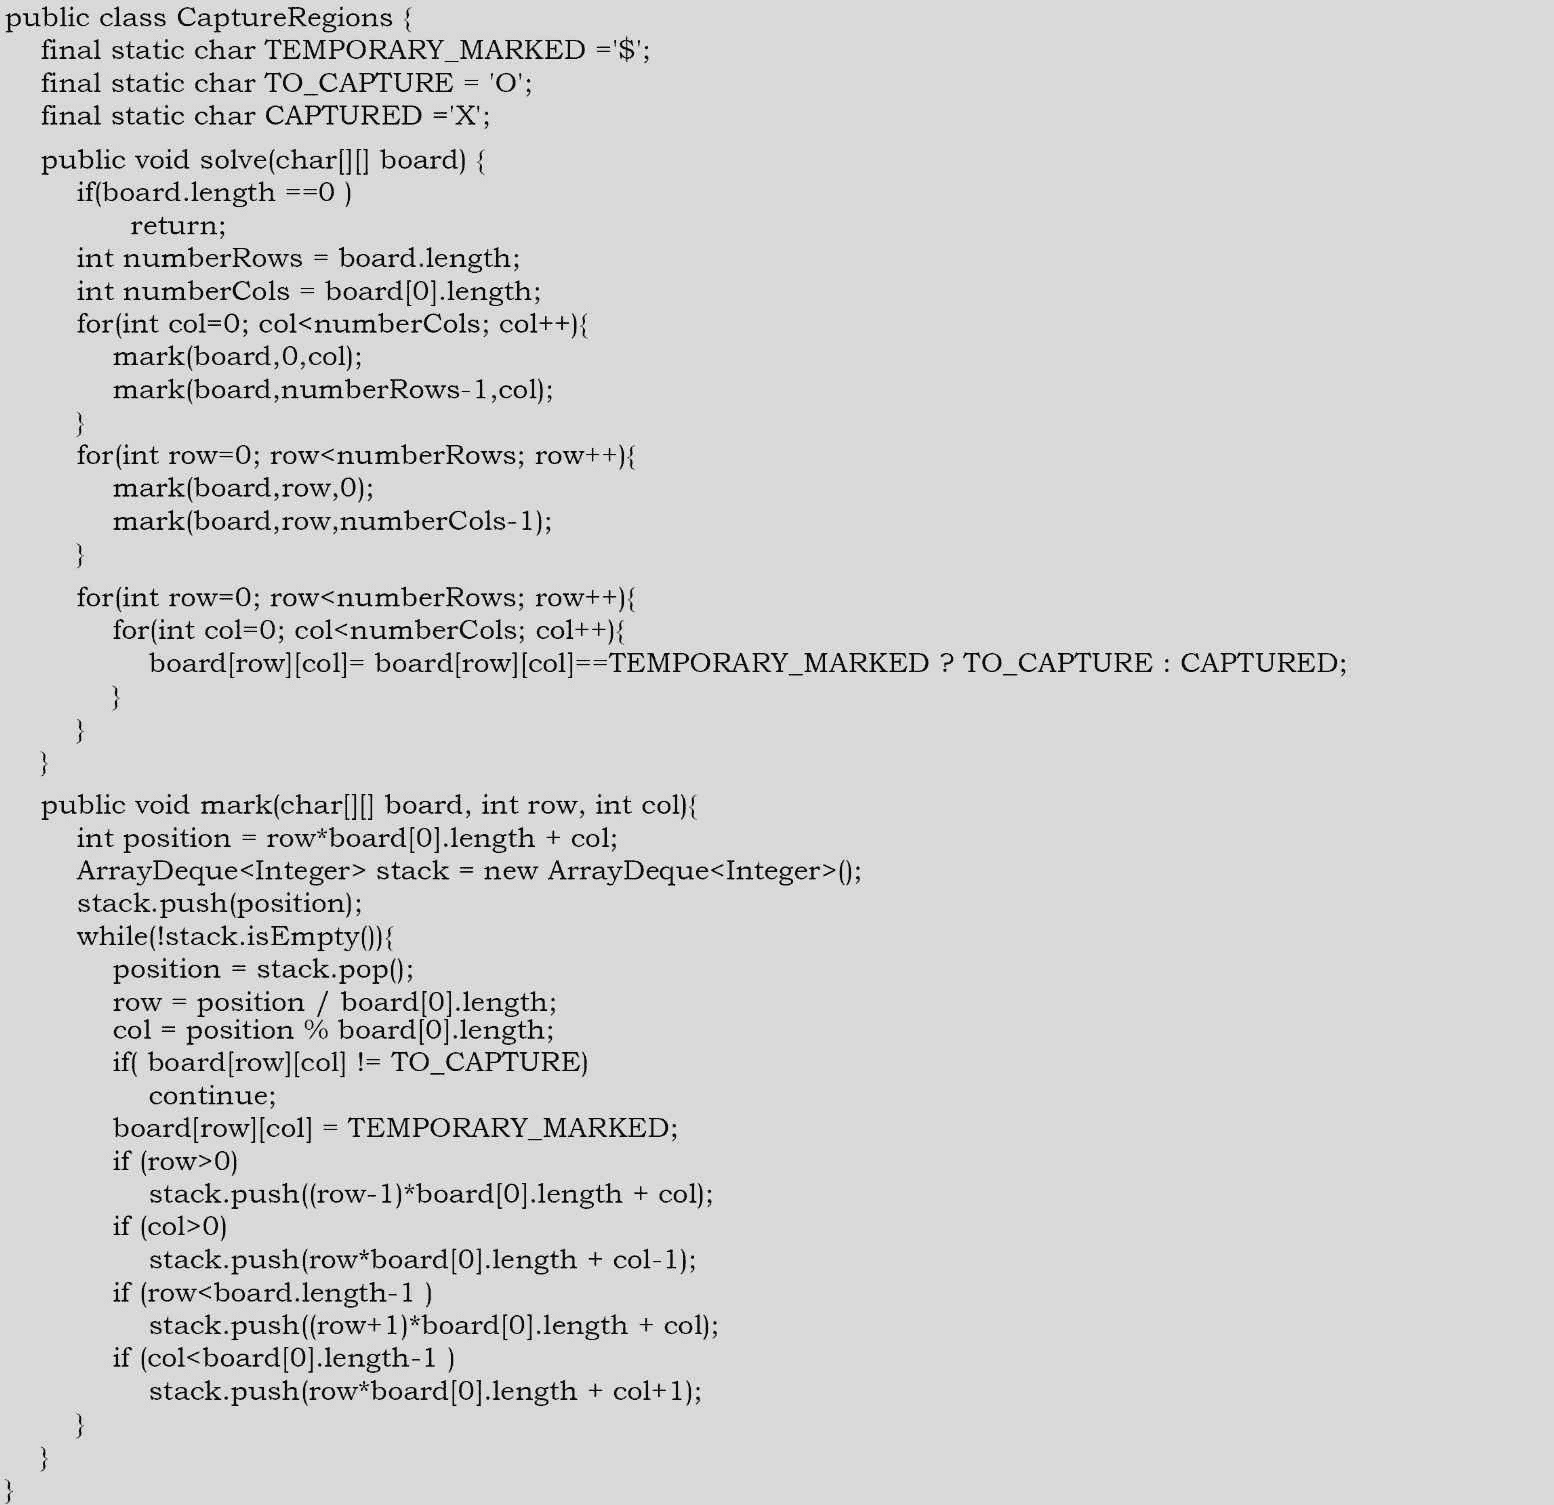 public class CaptureRegions {
final static char TEMPORARY_MARKED ='$';
final static char TO_CAPTURE = 'O';
final static char CAPTURED ='X';
public void solve(char[][] board) {
if(board.length ==0 )
return;
int numberRows = board.length;
int numberCols = board[0].length;
for(int col=0; col<numberCols; col++){
mark(board,0,col);
mark(board,numberRows-1,col);
}
for(int row=0; row<numberRows; row++){
mark(board,row,0);
mark(board,row,numberCols-1);
}
for(int row=0; row<numberRows; row++){
for(int col=0; col<numberCols; col++){
board[row][col]= board[row][col]==TEMPORARY_MARKED ? TO_CAPTURE : CAPTURED;
}
}
}
public void mark(char[][] board, int row, int col){
int position = row*board[0].length + col;
ArrayDeque<Integer> stack = new ArrayDeque<Integer>();
stack.push(position);
while(!stack.isEmpty()){
position = stack.pop();
row = position / board[0].length;
col = position % board[0].length;
if( board[row][col] != TO_CAPTURE)
continue;
board[row][col] = TEMPORARY_MARKED;
if (row>0)
stack.push((row-1)*board[0].length + col);
if (col>0)
stack.push(row*board[0].length + col-1);
if (row<board.length-1 )
stack.push((row+1)*board[0].length + col);
if (col<board[0].length-1 )
stack.push(row*board[0].length + col+1);
}
}
}